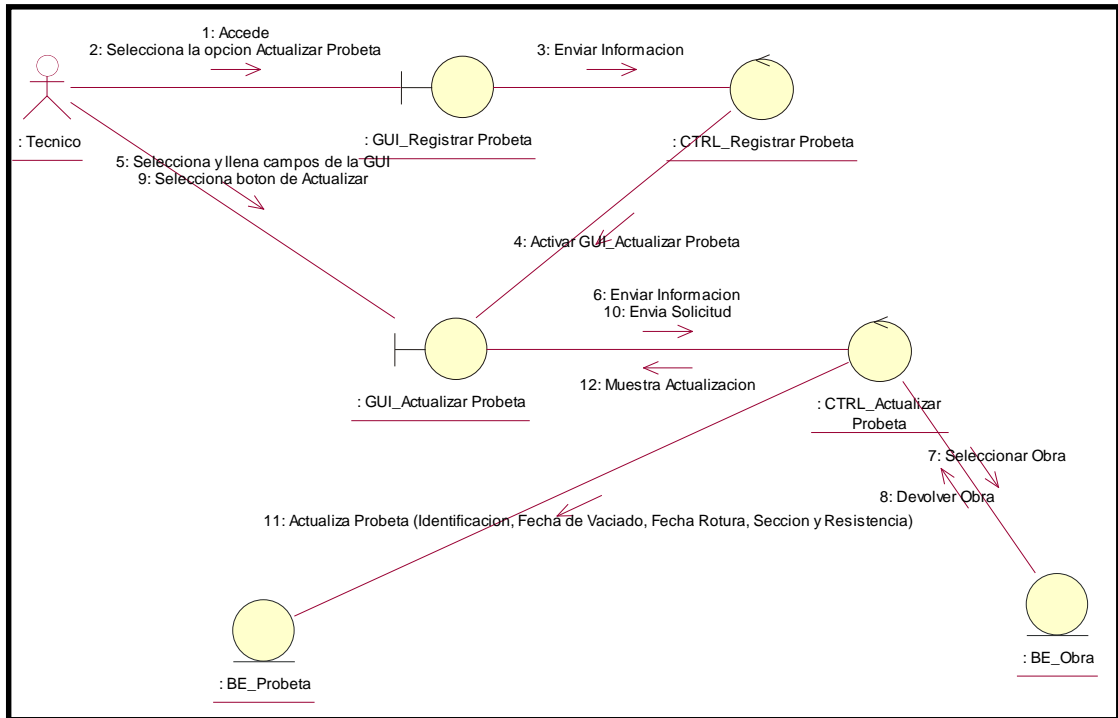 1: Accede
2: Selecciona la opcion Actualizar Probeta
3: Enviar Informacion
: Tecnico
: GUI_Registrar Probeta
: CTRL_Registrar Probeta
5: Selecciona y llena campos de la GUI
9: Selecciona boton de Actualizar
4: Activar GUI_Actualizar Probeta
6: Enviar Informacion
10: Envia Solicitud
12: Muestra Actualizacion
: GUI_Actualizar Probeta
: CTRL_Actualizar
Probeta
7: Seleccionar Obra
8: Devolver Obra
11: Actualiza Probeta (Identificacion, Fecha de Vaciado, Fecha Rotura, Seccion y Resistencia)
: BE_Probeta
: BE_Obra